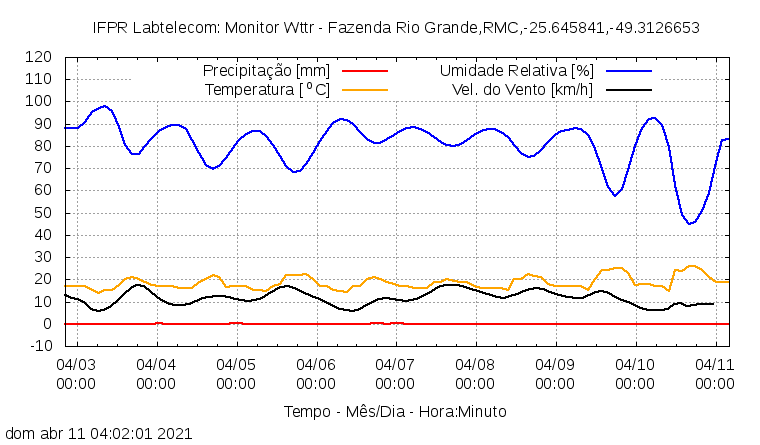 IFPR Labtelecom: Monitor Wttr - Fazenda Rio Grande,RMC,-25.645841,-49.3126653
120
110
100
90
80
70
60
50
40
30
20
10
0
-10
Precipitação [mm]
Temperatura [⁰C]
Umidade Relativa [%]
Vel. do Vento [km/h]
04/03 04/04 04/05 04/06 04/07 04/08 04/09 04/10 04/11
00:00 00:00 00:00 00:00 00:00 00:00 00:00 00:00 00:00
Tempo - Mês/Dia - Hora:Minuto
dom abr 11 04:02:01 2021